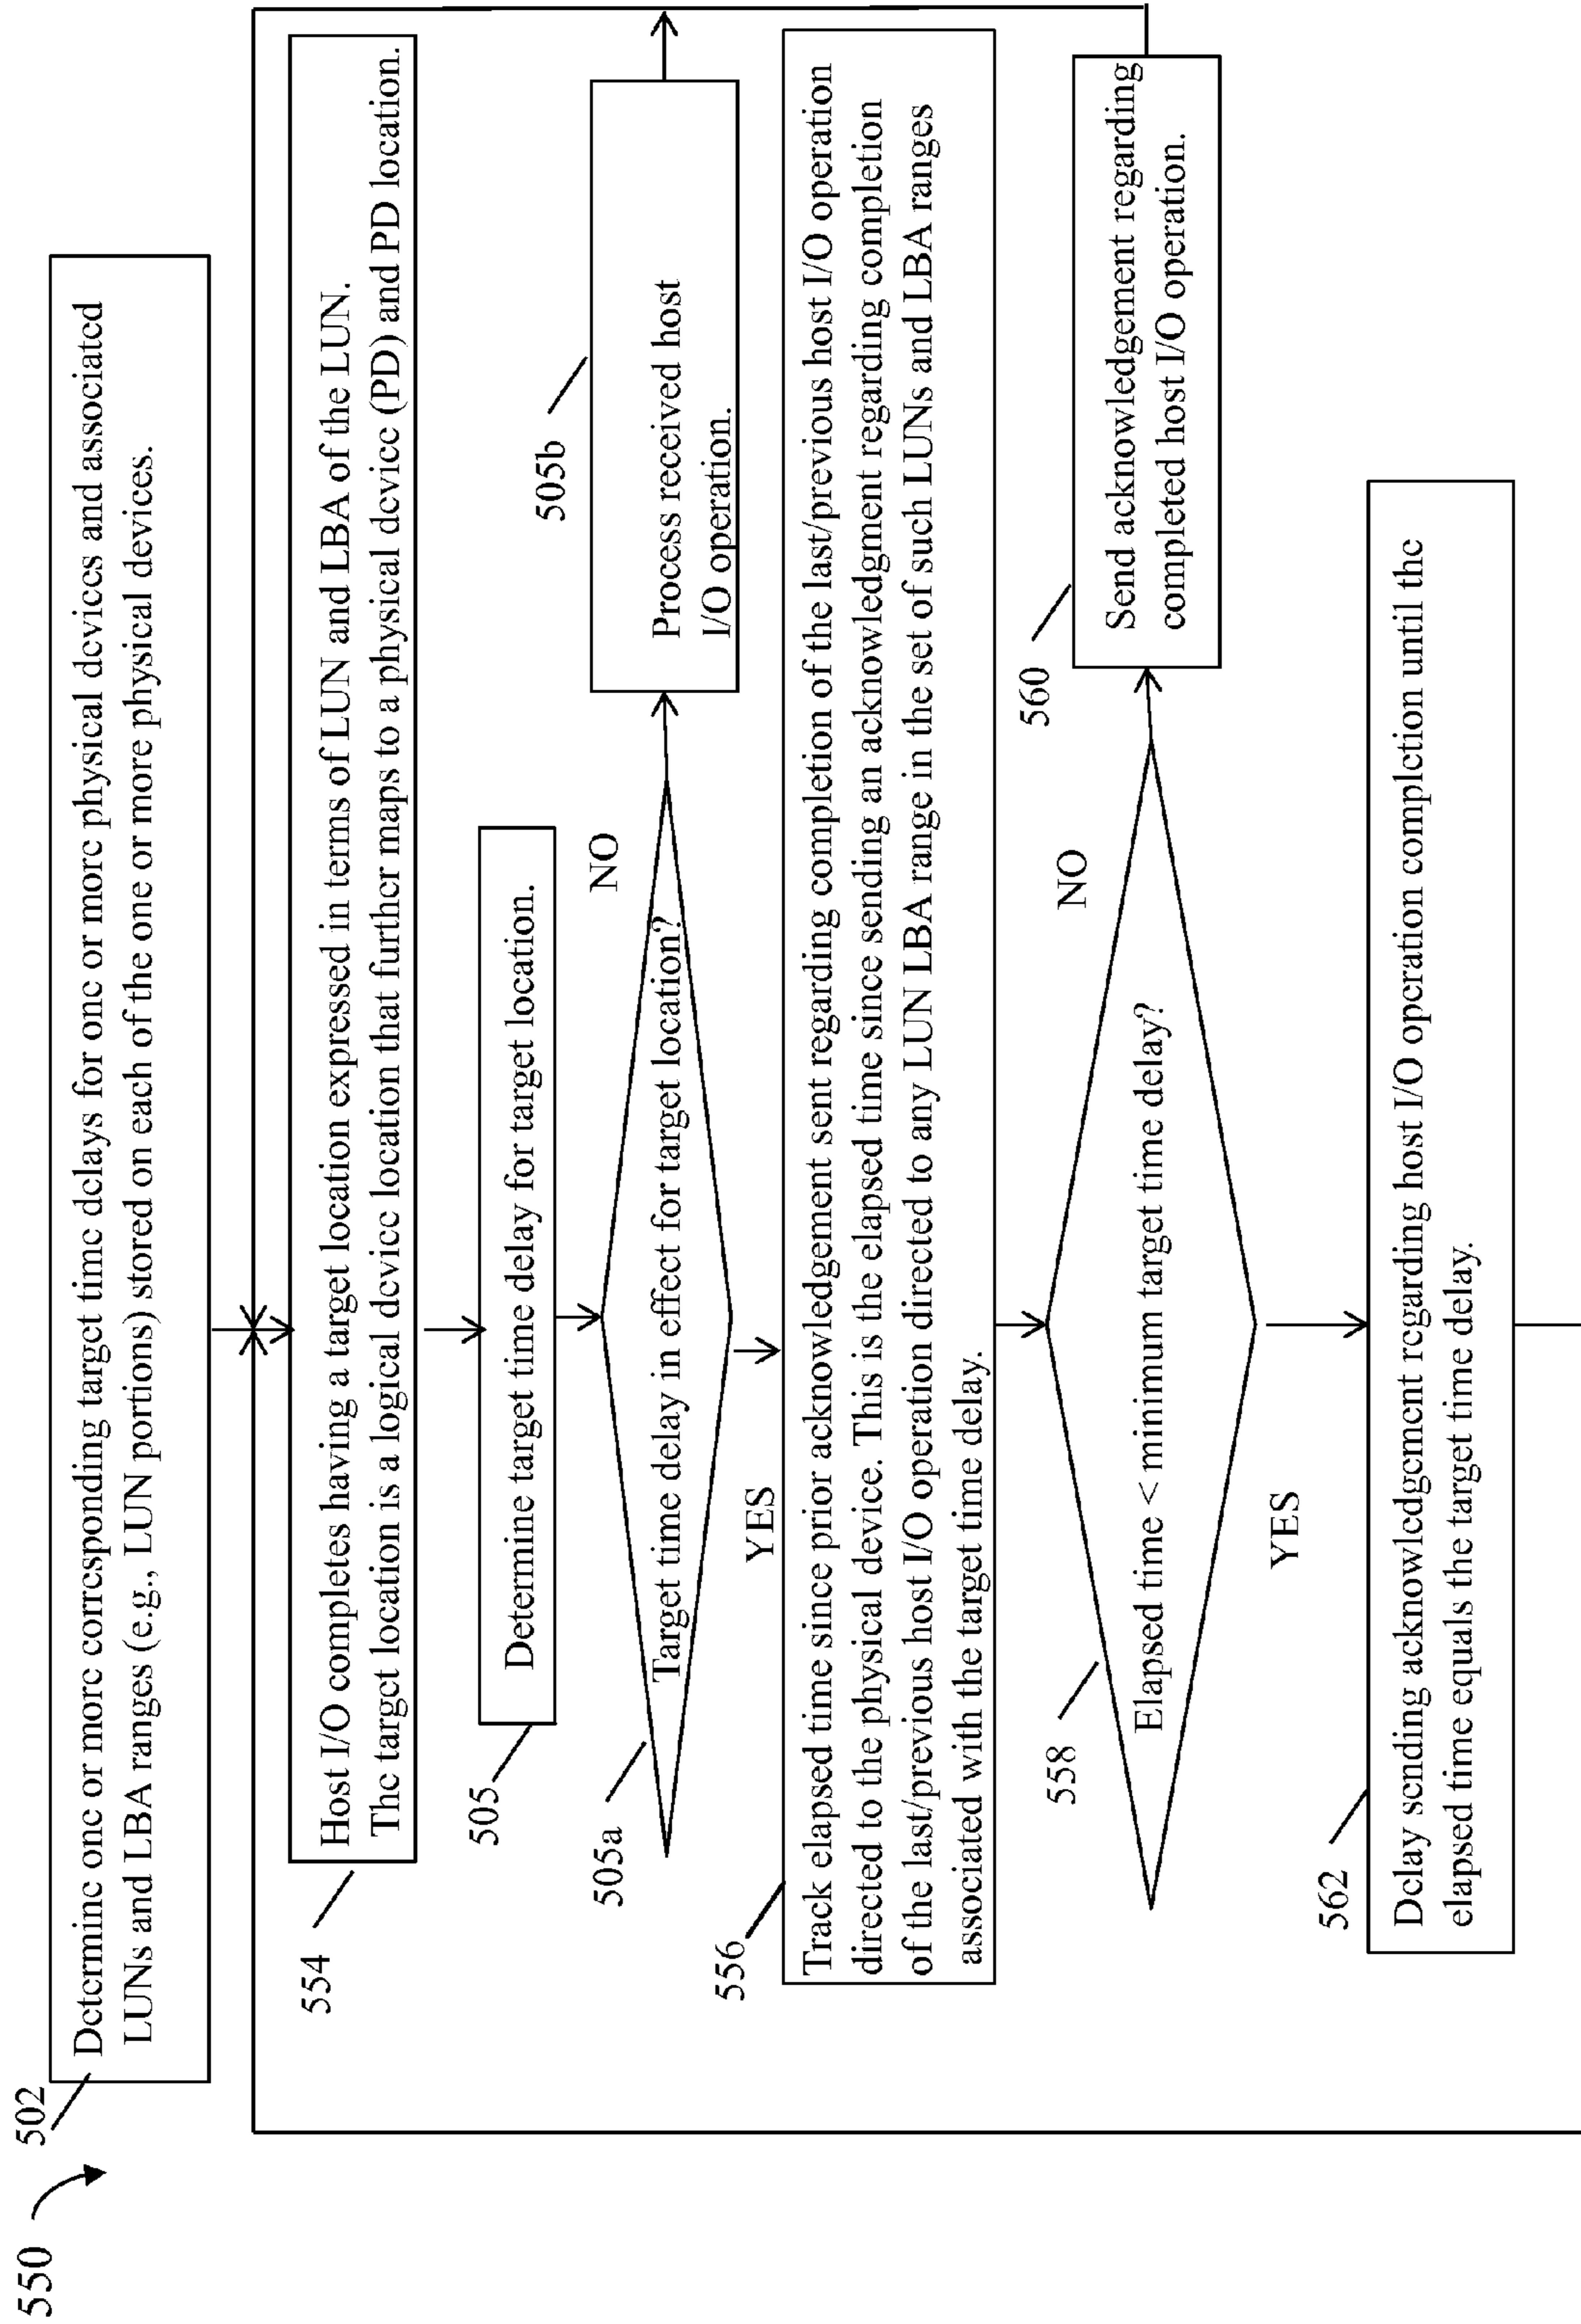 550
502
Determine one or more corresponding target time delays for one or more physical devices and associated
LUNs and LBA ranges (e.g., LUN portions) stored on each of the one or more physical devices.
554
Host I/O completes having a target location expressed in terms of LUN and LBA of the LUN.
The target location is a logical device location that further maps to a physical device (PD) and PD location.
505
Determine target time delay for target location.
505a
Target time delay in effect for target location?
NO
505b
Process received host
I/O operation.
YES
556
Track elapsed time since prior acknowledgement sent regarding completion of the last/previous host I/O operation
directed to the physical device. This is the elapsed time since sending an acknowledgment regarding completion
of the last/previous host I/O operation directed to any LUN LBA range in the set of such LUNs and LBA ranges
associated with the target time delay.
558
Elapsed time < minimum target time delay?
NO
560
Send acknowledgement regarding
completed host I/O operation.
YES
562
Delay sending acknowledgement regarding host I/O operation completion until the
elapsed time equals the target time delay.